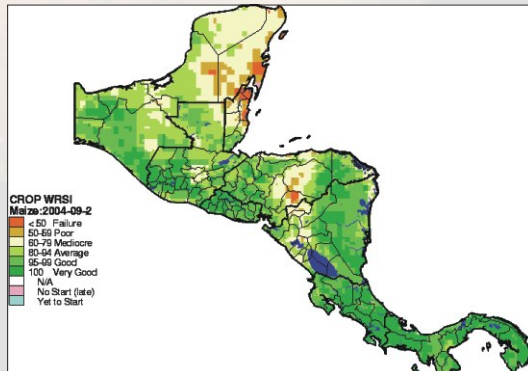 CROP WRSI
Maize:2004-09-2
< 50 Failure
50-59 Poor
60-79 Mediocre
80-94 Average
95-99 Good
100 Very Good
N/A
No Start (late)
Yet to Start